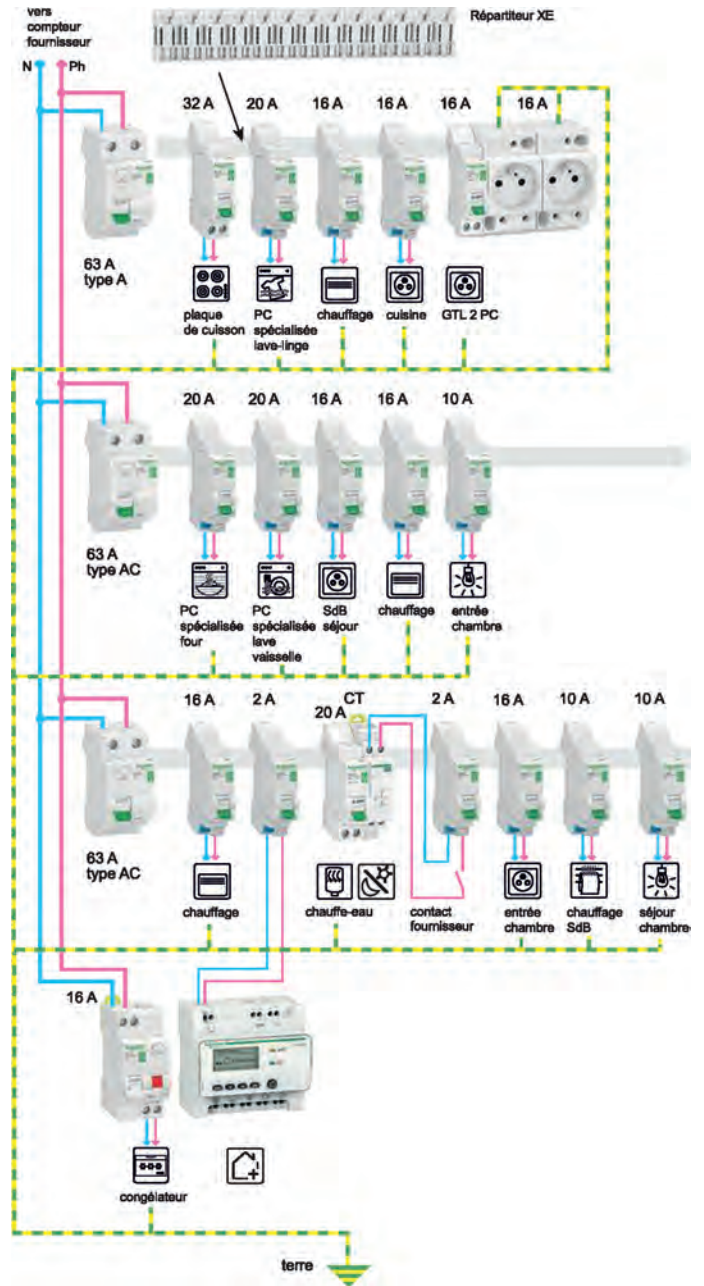 vers
compteur
fournisseur
Répartiteur XE
N Ph
32 A 20 A 16 A 16 A 16 A 16 A
63 A
type A
plaque
de cuisson
PC
spécialisée
lave-linge
chauffage
cuisine
GTL 2 PC
20 A 20 A 16 A 16 A 10 A
63 A
type AC
PC
spécialisée
four
PC
spécialisée
lave
vaisselle
SdB
séjour
chauffage
entrée
chambre
16 A 2 A 20 A CT 2 A 16 A 10 A 10 A
63 A
type AC
chauffage
chauffe-eau
contact
fournisseur
entrée
chambre
chauffage
SdB
séjour
chambre
16 A
congélateur
terre